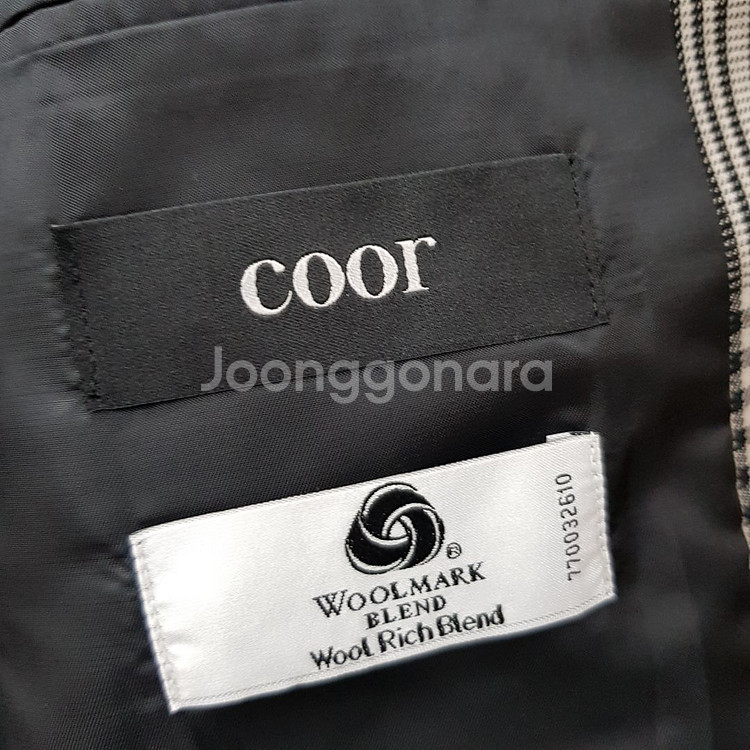 coor
Joonggonara
WOOLMARK
BLEND
Wool Rich Blend
770032610
®